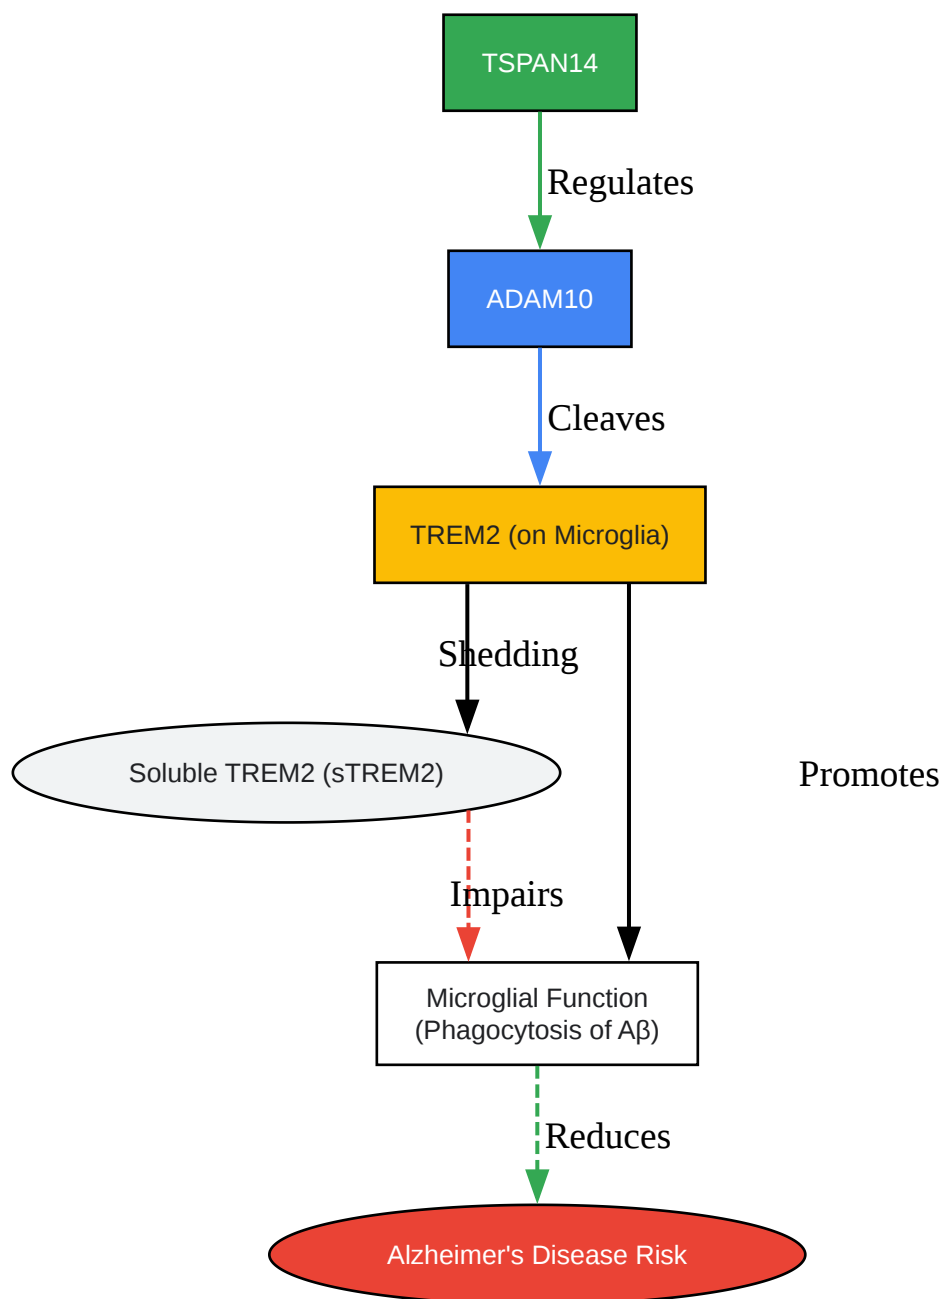 TSPAN14
Regulates
ADAM10
Cleaves
TREM2 (on Microglia)
Shedding
Soluble TREM2 (sTREM2)
Promotes
Impairs
Microglial Function
(Phagocytosis of Aβ)
Reduces
Alzheimer's Disease Risk